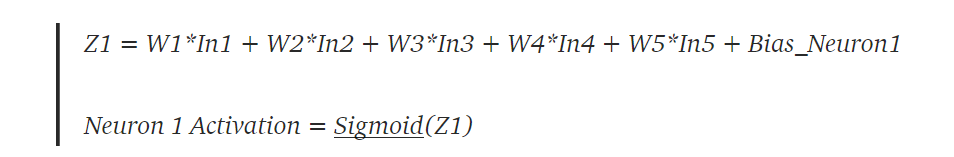 Z1 = W1*In1 + W2*In2 + W3*In3 + W4*In4 + W5*In5 + Bias_Neuron1
Neuron 1 Activation = Sigmoid(Z1)